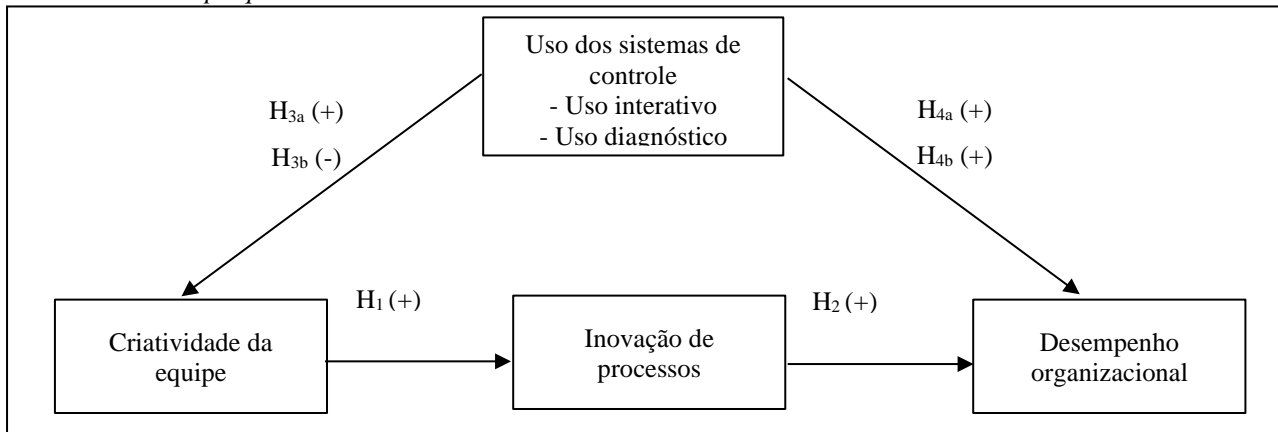 Uso dos sistemas de
controle
- Uso interativo
- Uso diagnóstico
H3a (+)
H3b (-)
H4a (+)
H4b (+)
H1 (+)
H2 (+)
Criatividade da
equipe
Inovação de
processos
Desempenho
organizacional